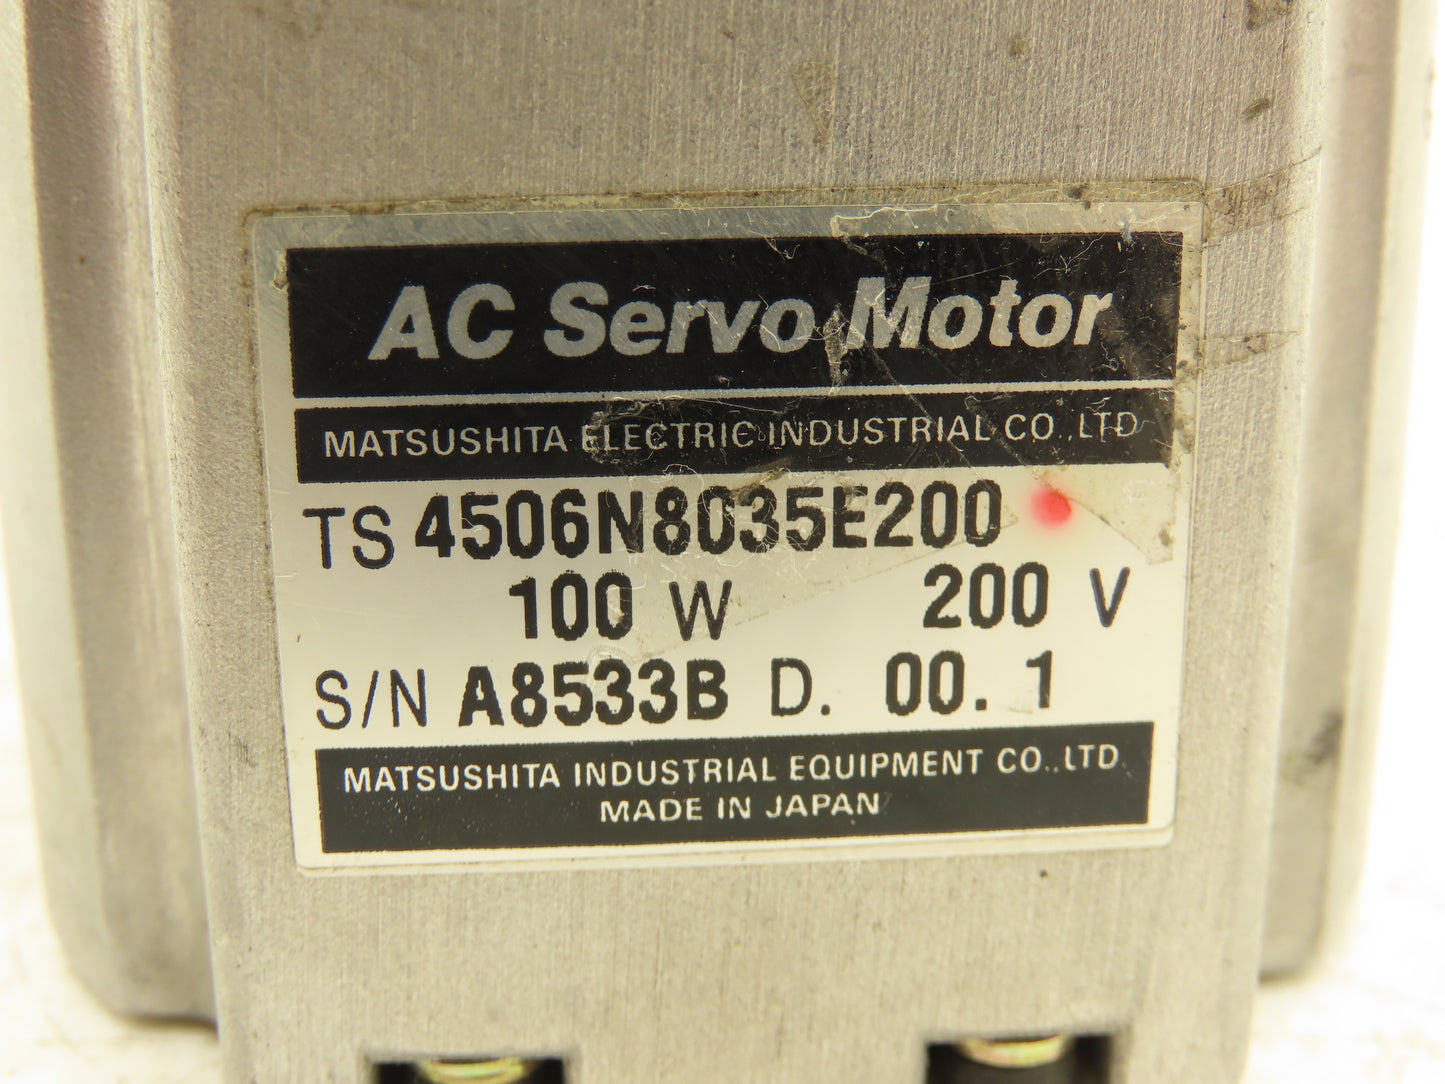 AC Servo Motor
MATSUSHITA ELECTRIC INDUSTRIAL CO.,LTD
TS 4506N8035E200
100 W 200 V
S/N A8533B D. 00. 1
MATSUSHITA INDUSTRIAL EQUIPMENT CO.,LTD.
MADE IN JAPAN